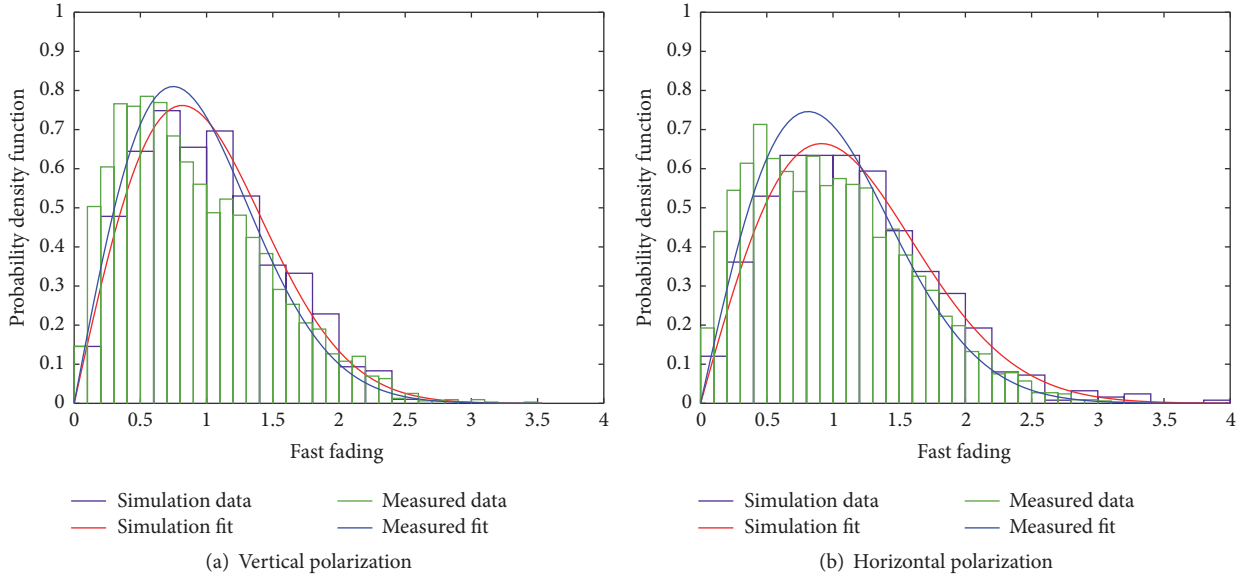 1
0.9
0.8
0.7
0.6
0.5
0.4
0.3
0.2
0.1
0
Probability density function
0 0.5 1 1.5 2 2.5 3 3.5 4
Fast fading
Simulation data
Simulation fit
Measured data
Measured fit
(a) Vertical polarization
1
0.9
0.8
0.7
0.6
0.5
0.4
0.3
0.2
0.1
0
Probability density function
0 0.5 1 1.5 2 2.5 3 3.5 4
Fast fading
Simulation data
Simulation fit
Measured data
Measured fit
(b) Horizontal polarization